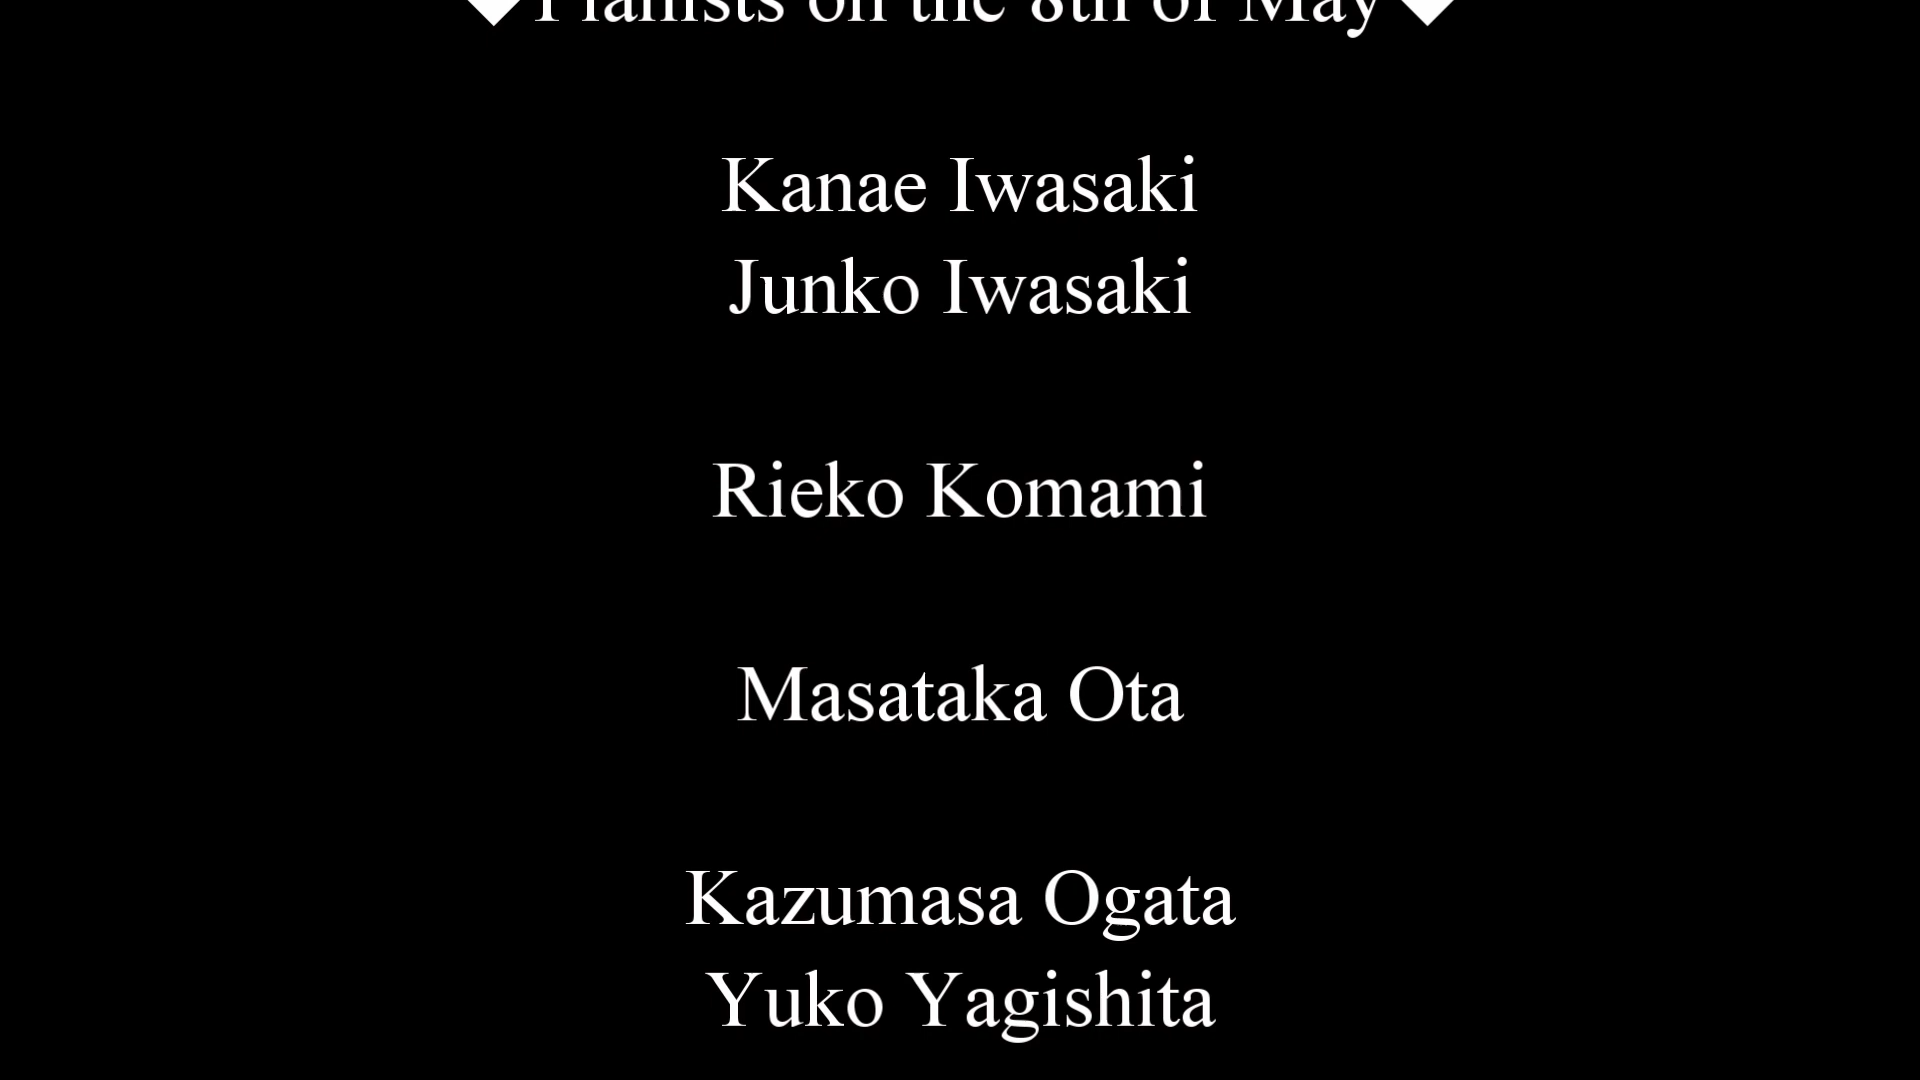 ◆Pianists on the 8th of May◆
Kanae Iwasaki
Junko Iwasaki
Rieko Komami
Masataka Ota
Kazumasa Ogata
Yuko Yagishita